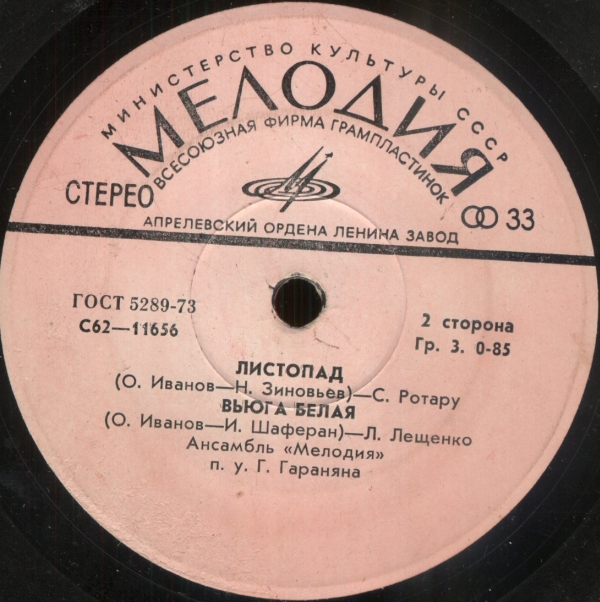 МИНИСТЕРСТВО КУЛЬТУРЫ СССР
МЕЛОДИЯ
ВСЕСОЮЗНАЯ ФИРМА ГРАМПЛАСТИНОК
СТЕРЕО
33
АПРЕЛЕВСКИЙ ОРДЕНА ЛЕНИНА ЗАВОД
ГОСТ 5289-73
С62—11656
2 сторона
Гр. 3. 0-85
ЛИСТОПАД
(О. Иванов—Н. Зиновьев)—С. Ротару
ВЬЮГА БЕЛАЯ
(О. Иванов—И. Шаферан)—Л. Лещенко
Ансамбль «Мелодия»
п. у. Г. Гараняна